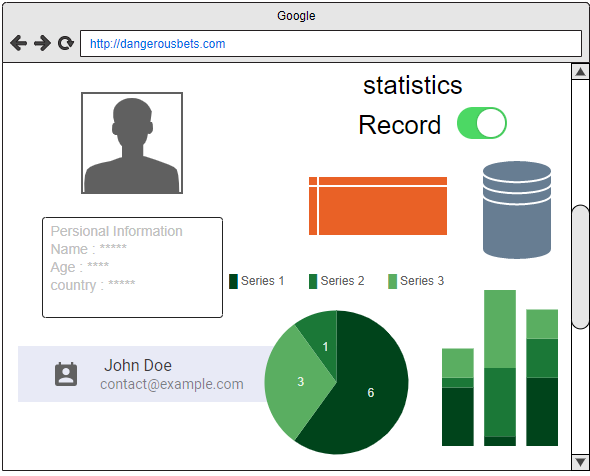 Google
http://dangerousbets.com
statistics
Record
Persional Information
Name : *****
Age : ****
country : *****
Series 1 Series 2 Series 3
John Doe
contact@example.com
1
3
6